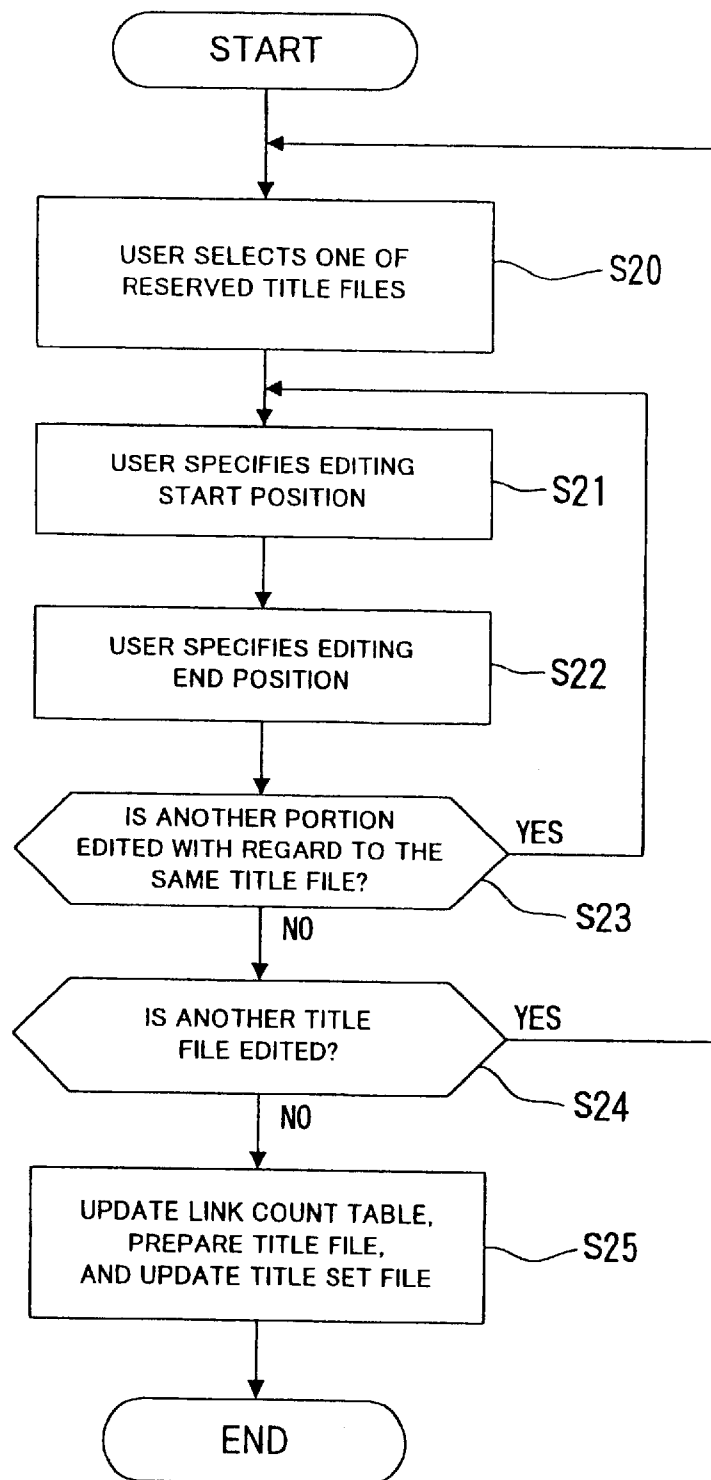 START
USER SELECTS ONE OF
RESERVED TITLE FILES
S20
USER SPECIFIES EDITING
START POSITION
S21
USER SPECIFIES EDITING
END POSITION
S22
IS ANOTHER PORTION
EDITED WITH REGARD TO THE
SAME TITLE FILE?
YES
S23
NO
IS ANOTHER TITLE
FILE EDITED?
YES
S24
NO
UPDATE LINK COUNT TABLE,
PREPARE TITLE FILE,
AND UPDATE TITLE SET FILE
S25
END